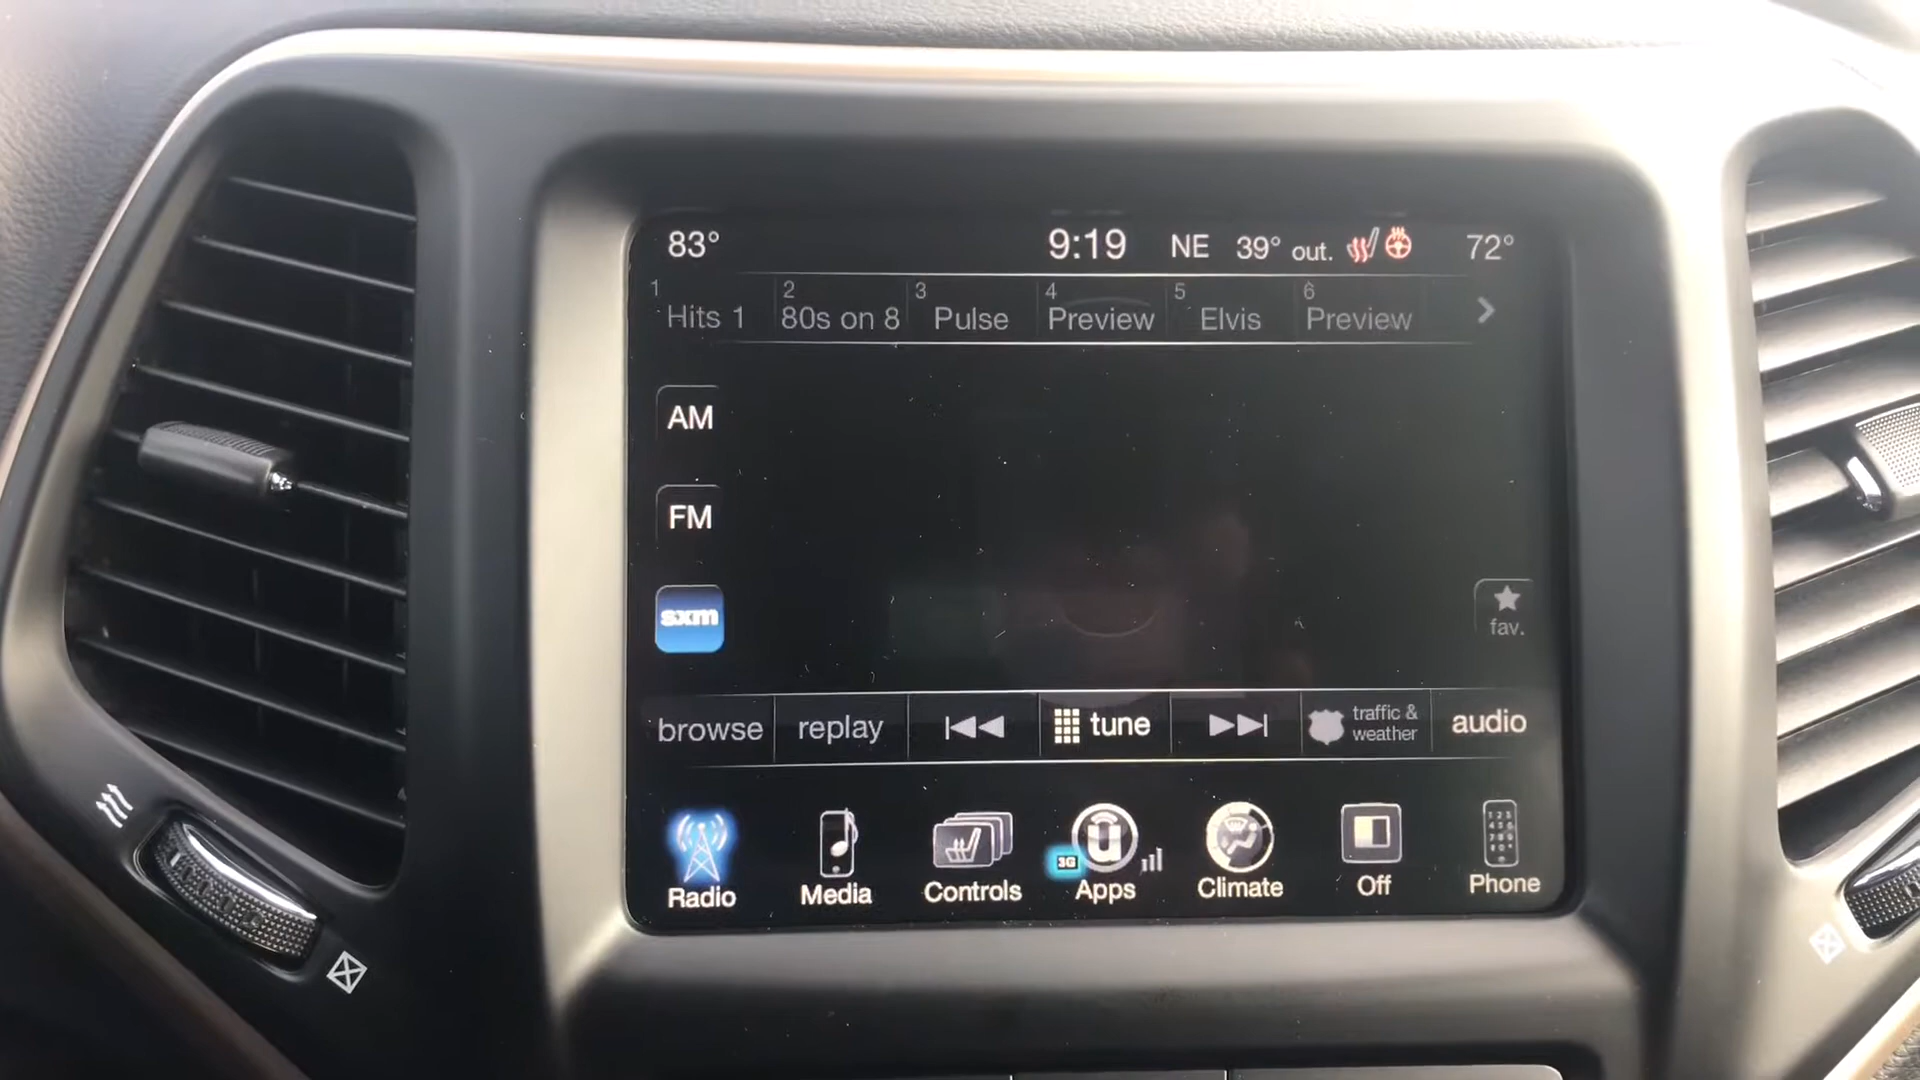 83° 9:19 NE 39° out. 72°
1 2 3 4 5 6
Hits 1 80s on 8 Pulse Preview Elvis Preview
AM
FM
sxm
fav.
browse replay tune traffic & weather audio
3G
Radio Media Controls Apps Climate Off Phone